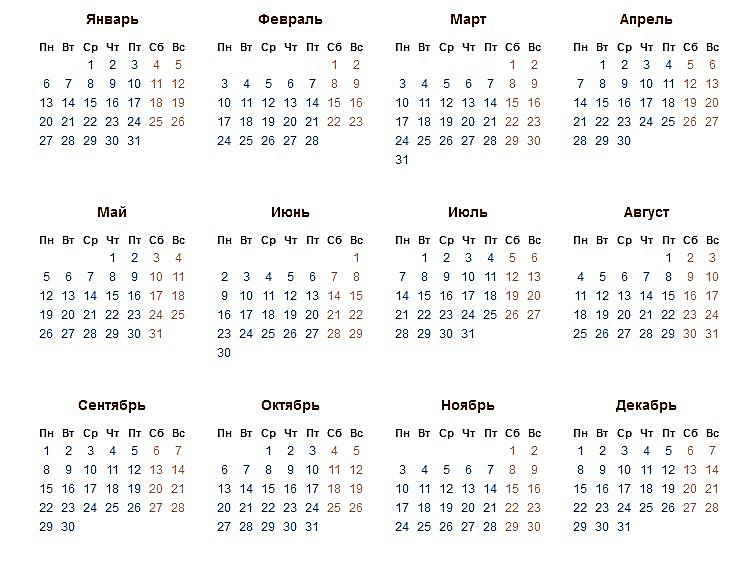 Январь Февраль Март Апрель
Пн Вт Ср Чт Пт Сб Вс Пн Вт Ср Чт Пт Сб Вс Пн Вт Ср Чт Пт Сб Вс Пн Вт Ср Чт Пт Сб Вс
1 2 3 4 5 1 2 1 2 1 2 3 4 5 6
6 7 8 9 10 11 12 3 4 5 6 7 8 9 3 4 5 6 7 8 9 7 8 9 10 11 12 13
13 14 15 16 17 18 19 10 11 12 13 14 15 16 10 11 12 13 14 15 16 14 15 16 17 18 19 20
20 21 22 23 24 25 26 17 18 19 20 21 22 23 17 18 19 20 21 22 23 21 22 23 24 25 26 27
27 28 29 30 31 24 25 26 27 28 24 25 26 27 28 29 30 28 29 30
31
Май Июнь Июль Август
Пн Вт Ср Чт Пт Сб Вс Пн Вт Ср Чт Пт Сб Вс Пн Вт Ср Чт Пт Сб Вс Пн Вт Ср Чт Пт Сб Вс
1 2 3 4 1 1 2 3 4 5 6 1 2 3
5 6 7 8 9 10 11 2 3 4 5 6 7 8 7 8 9 10 11 12 13 4 5 6 7 8 9 10
12 13 14 15 16 17 18 9 10 11 12 13 14 15 14 15 16 17 18 19 20 11 12 13 14 15 16 17
19 20 21 22 23 24 25 16 17 18 19 20 21 22 21 22 23 24 25 26 27 18 19 20 21 22 23 24
26 27 28 29 30 31 23 24 25 26 27 28 29 28 29 30 31 25 26 27 28 29 30 31
30
Сентябрь Октябрь Ноябрь Декабрь
Пн Вт Ср Чт Пт Сб Вс Пн Вт Ср Чт Пт Сб Вс Пн Вт Ср Чт Пт Сб Вс Пн Вт Ср Чт Пт Сб Вс
1 2 3 4 5 6 7 1 2 3 4 5 1 2 1 2 3 4 5 6 7
8 9 10 11 12 13 14 6 7 8 9 10 11 12 3 4 5 6 7 8 9 8 9 10 11 12 13 14
15 16 17 18 19 20 21 13 14 15 16 17 18 19 10 11 12 13 14 15 16 15 16 17 18 19 20 21
22 23 24 25 26 27 28 20 21 22 23 24 25 26 17 18 19 20 21 22 23 22 23 24 25 26 27 28
29 30 27 28 29 30 31 24 25 26 27 28 29 30 29 30 31